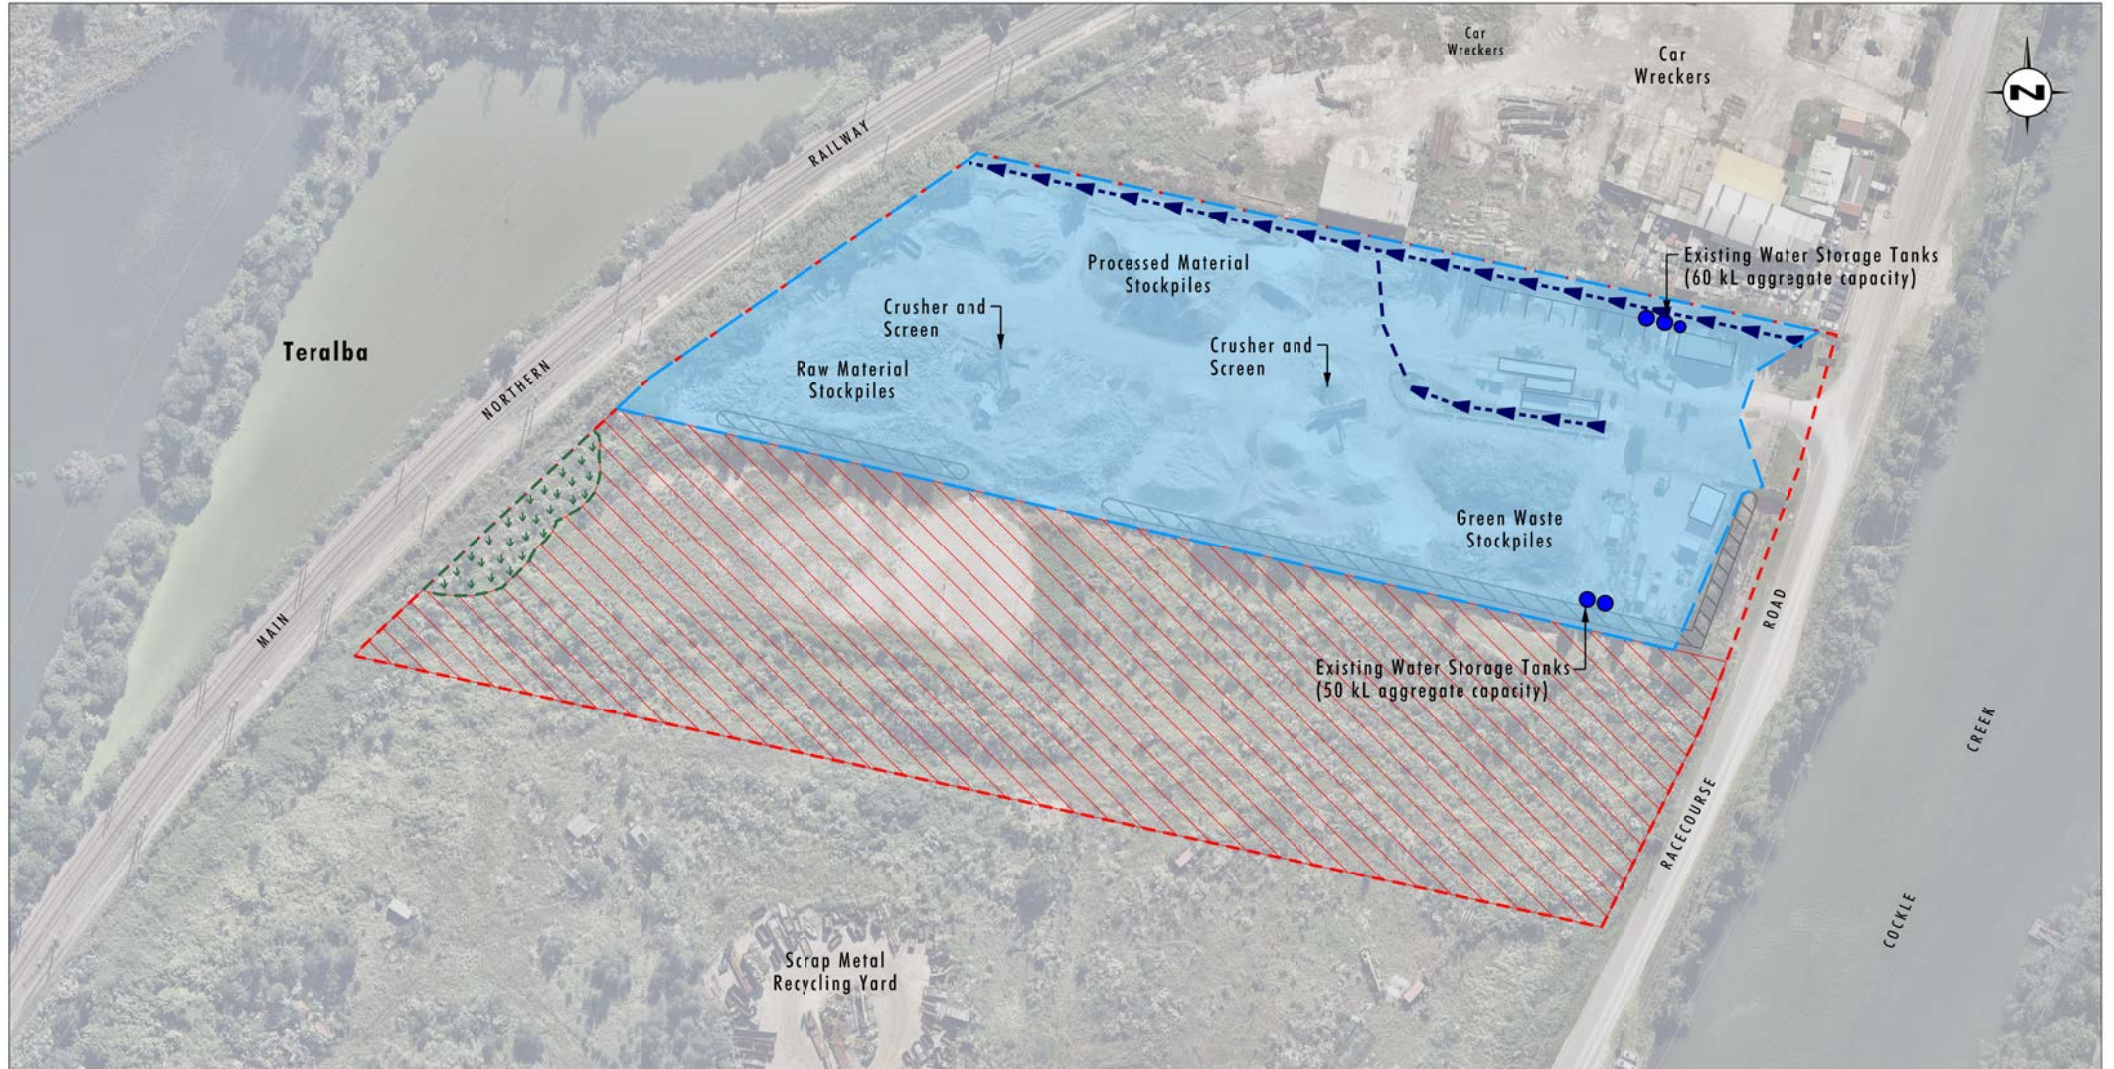 Car
Wreckers
Car
Wreckers
N
RAILWAY
Existing Water Storage Tanks
(60 kL aggregate capacity)
Processed Material
Stockpiles
Crusher and
Screen
Crusher and
Screen
Teralba
Raw Material
Stockpiles
NORTHERN
Green Waste
Stockpiles
MAIN
ROAD
Existing Water Storage Tanks
(50 kL aggregate capacity)
CREEK
RACECOURSE
COCKLE
Scrap Metal
Recycling Yard